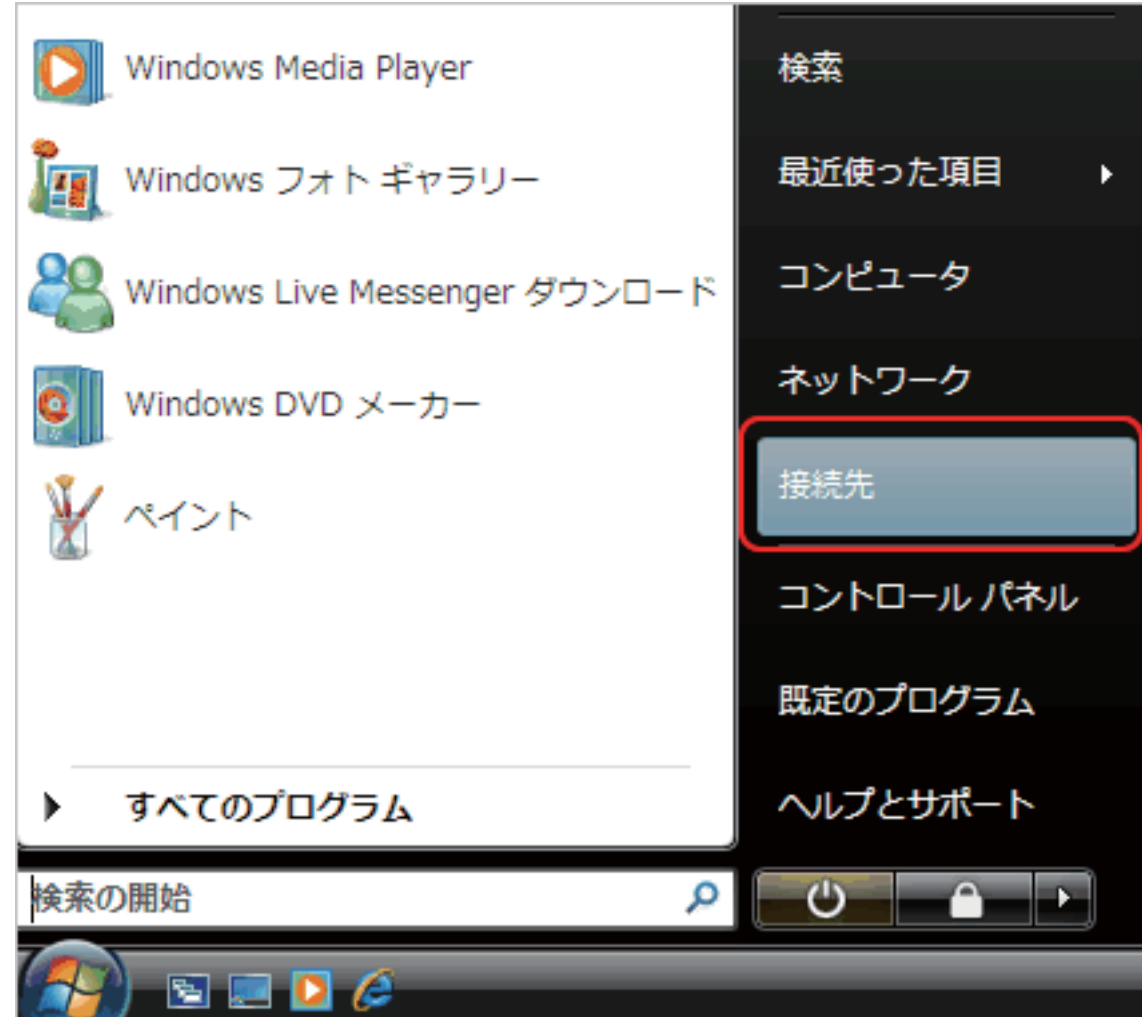 Windows Media Player
Windows フォト ギャラリー
Windows Live Messenger ダウンロード
Windows DVD メーカー
ペイント
すべてのプログラム
検索の開始
検索
最近使った項目
コンピュータ
ネットワーク
接続先
コントロール パネル
既定のプログラム
ヘルプとサポート